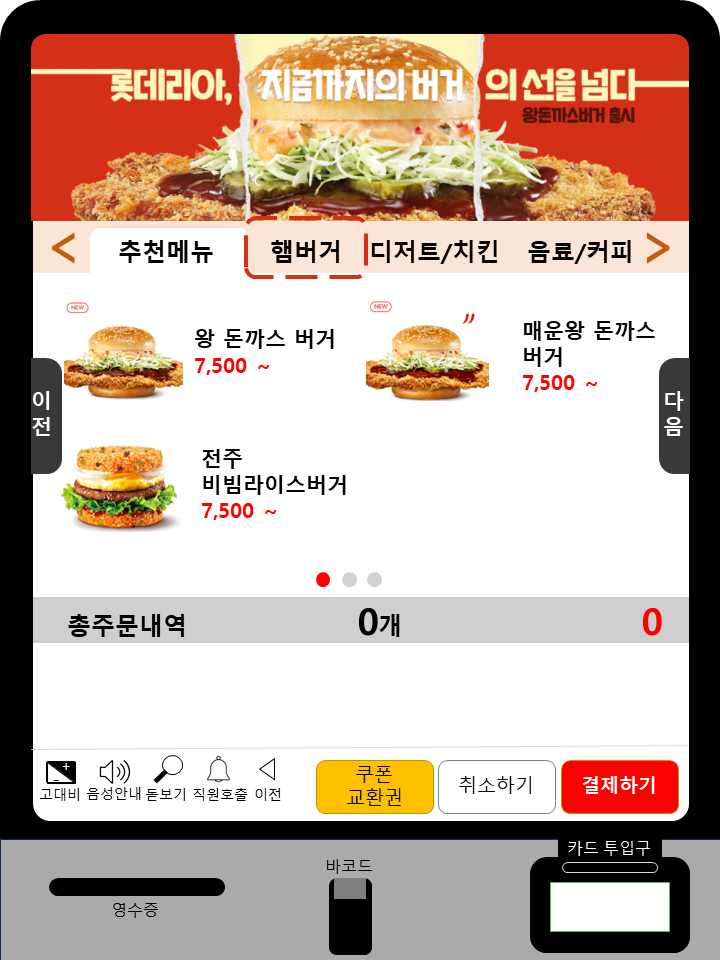 롯데리아, 지금까지의 버거 의 선을 넘다
왕돈까스버거 출시
< 추천메뉴 햄버거 디저트/치킨 음료/커피 >
NEW
왕 돈까스 버거
7,500 ~
NEW
매운왕 돈까스
버거
7,500 ~
이전
다음
전주
비빔라이스버거
7,500 ~
총주문내역 0개 0
고대비 음성안내 돋보기 직원호출 이전
쿠폰
교환권
취소하기
결제하기
영수증
바코드
카드 투입구